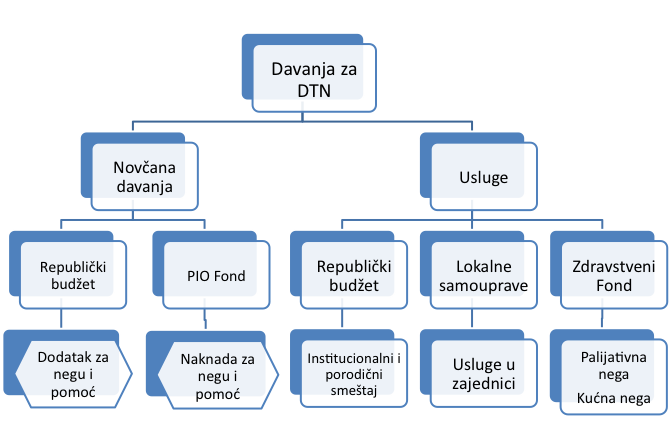 Davanja za
DTN
Novčana
davanja
Usluge
Republički
budžet
PIO Fond
Republički
budžet
Lokalne
samouprave
Zdravstveni
Fond
Dodatak za
negu i
pomoć
Naknada za
negu i
pomoć
Institucionalni i
porodični
smeštaj
Usluge u
zajednici
Palijativna
nega
Kućna nega